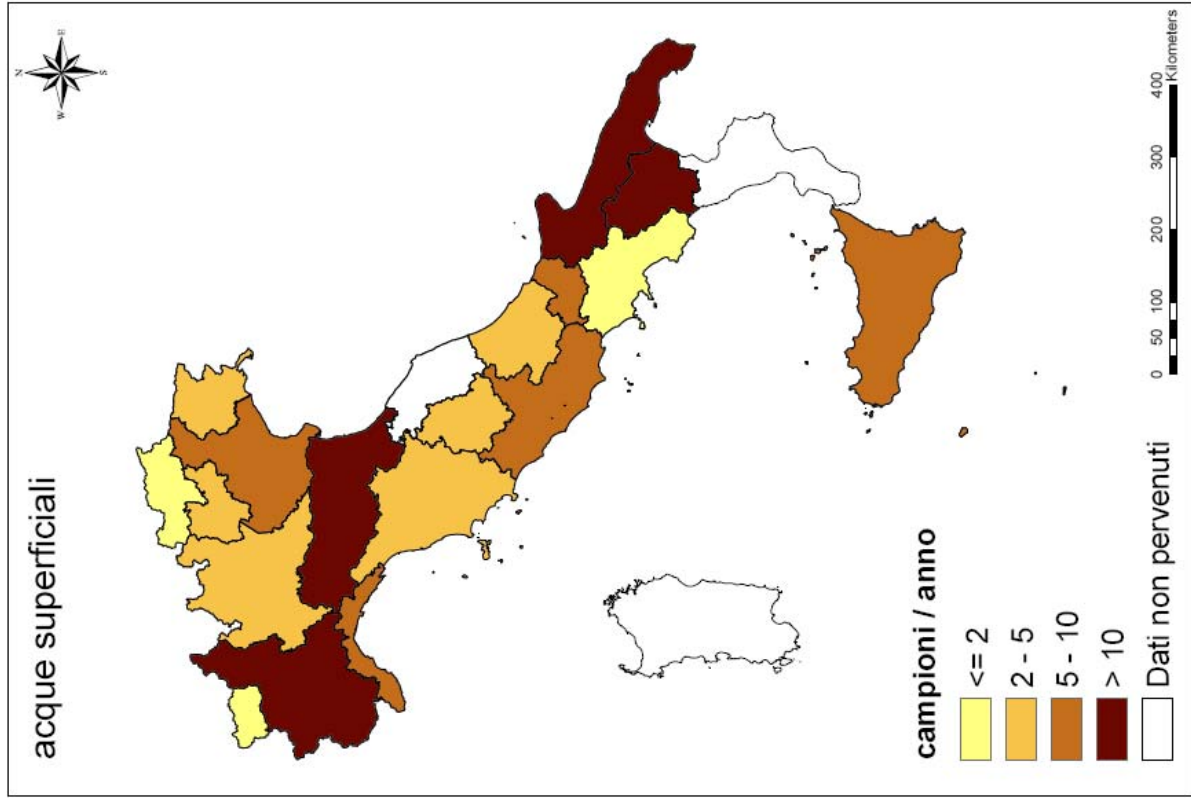 acque superficiali
N
W
E
S
campioni / anno
<= 2
2 - 5
5 - 10
> 10
Dati non pervenuti
0 50 100 200 300 400
Kilometers